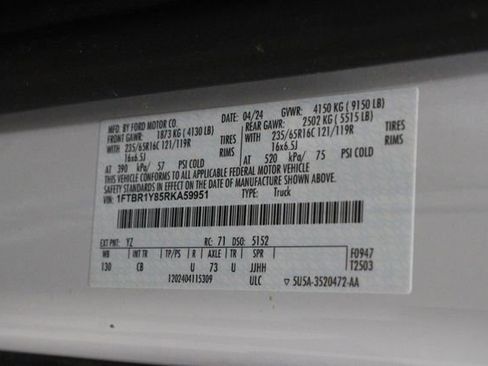 MFD. BY FORD MOTOR CO. 04/24 GVWR: 4150 KG ( 9150 LB)
FRONT GAWR: 1873 KG ( 4130 LB) REAR GAWR: 2502 KG ( 5515 LB)
WITH 235/65R16C 121/119R TIRES WITH 235/65R16C 121/119R TIRES
16x6.5J RIMS 16x6.5J RIMS
AT 390 kPa/ 57 PSI COLD AT 520 kPa/ 75 PSI COLD
THIS VEHICLE CONFORMS TO ALL APPLICABLE FEDERAL MOTOR VEHICLE
SAFETY STANDARDS IN EFFECT ON THE DATE OF MANUFACTURE SHOWN ABOVE.
VIN: 1FTBR1Y85RKA59951 TYPE: Truck
EXT PNT: YZ RC: 71 DSO: 5152
WB INT TR TP/PS R AXLE TR SPR F0947
130 CB U 73 U JJHH T2503
1202404115309 ULC 5U5A-3520472-AA